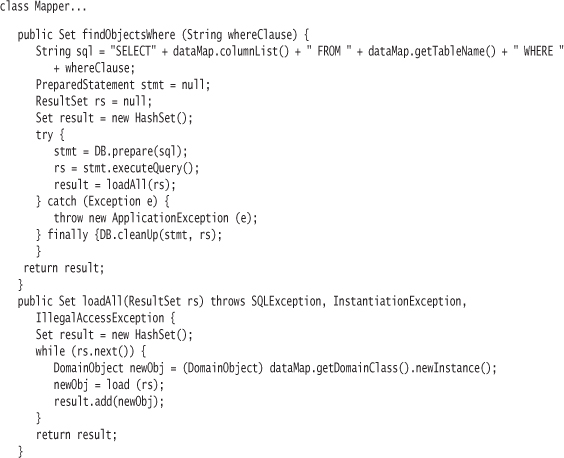 class Mapper...
public Set findObjectsWhere (String whereClause) {
String sql = "SELECT" + dataMap.columnList() + " FROM " + dataMap.getTableName() + " WHERE "
+ whereClause;
PreparedStatement stmt = null;
ResultSet rs = null;
Set result = new HashSet();
try {
stmt = DB.prepare(sql);
rs = stmt.executeQuery();
result = loadAll(rs);
} catch (Exception e) {
throw new ApplicationException (e);
} finally {DB.cleanUp(stmt, rs);
}
return result;
}
public Set loadAll(ResultSet rs) throws SQLException, InstantiationException,
IllegalAccessException {
Set result = new HashSet();
while (rs.next()) {
DomainObject newObj = (DomainObject) dataMap.getDomainClass().newInstance();
newObj = load (rs);
result.add(newObj);
}
return result;
}